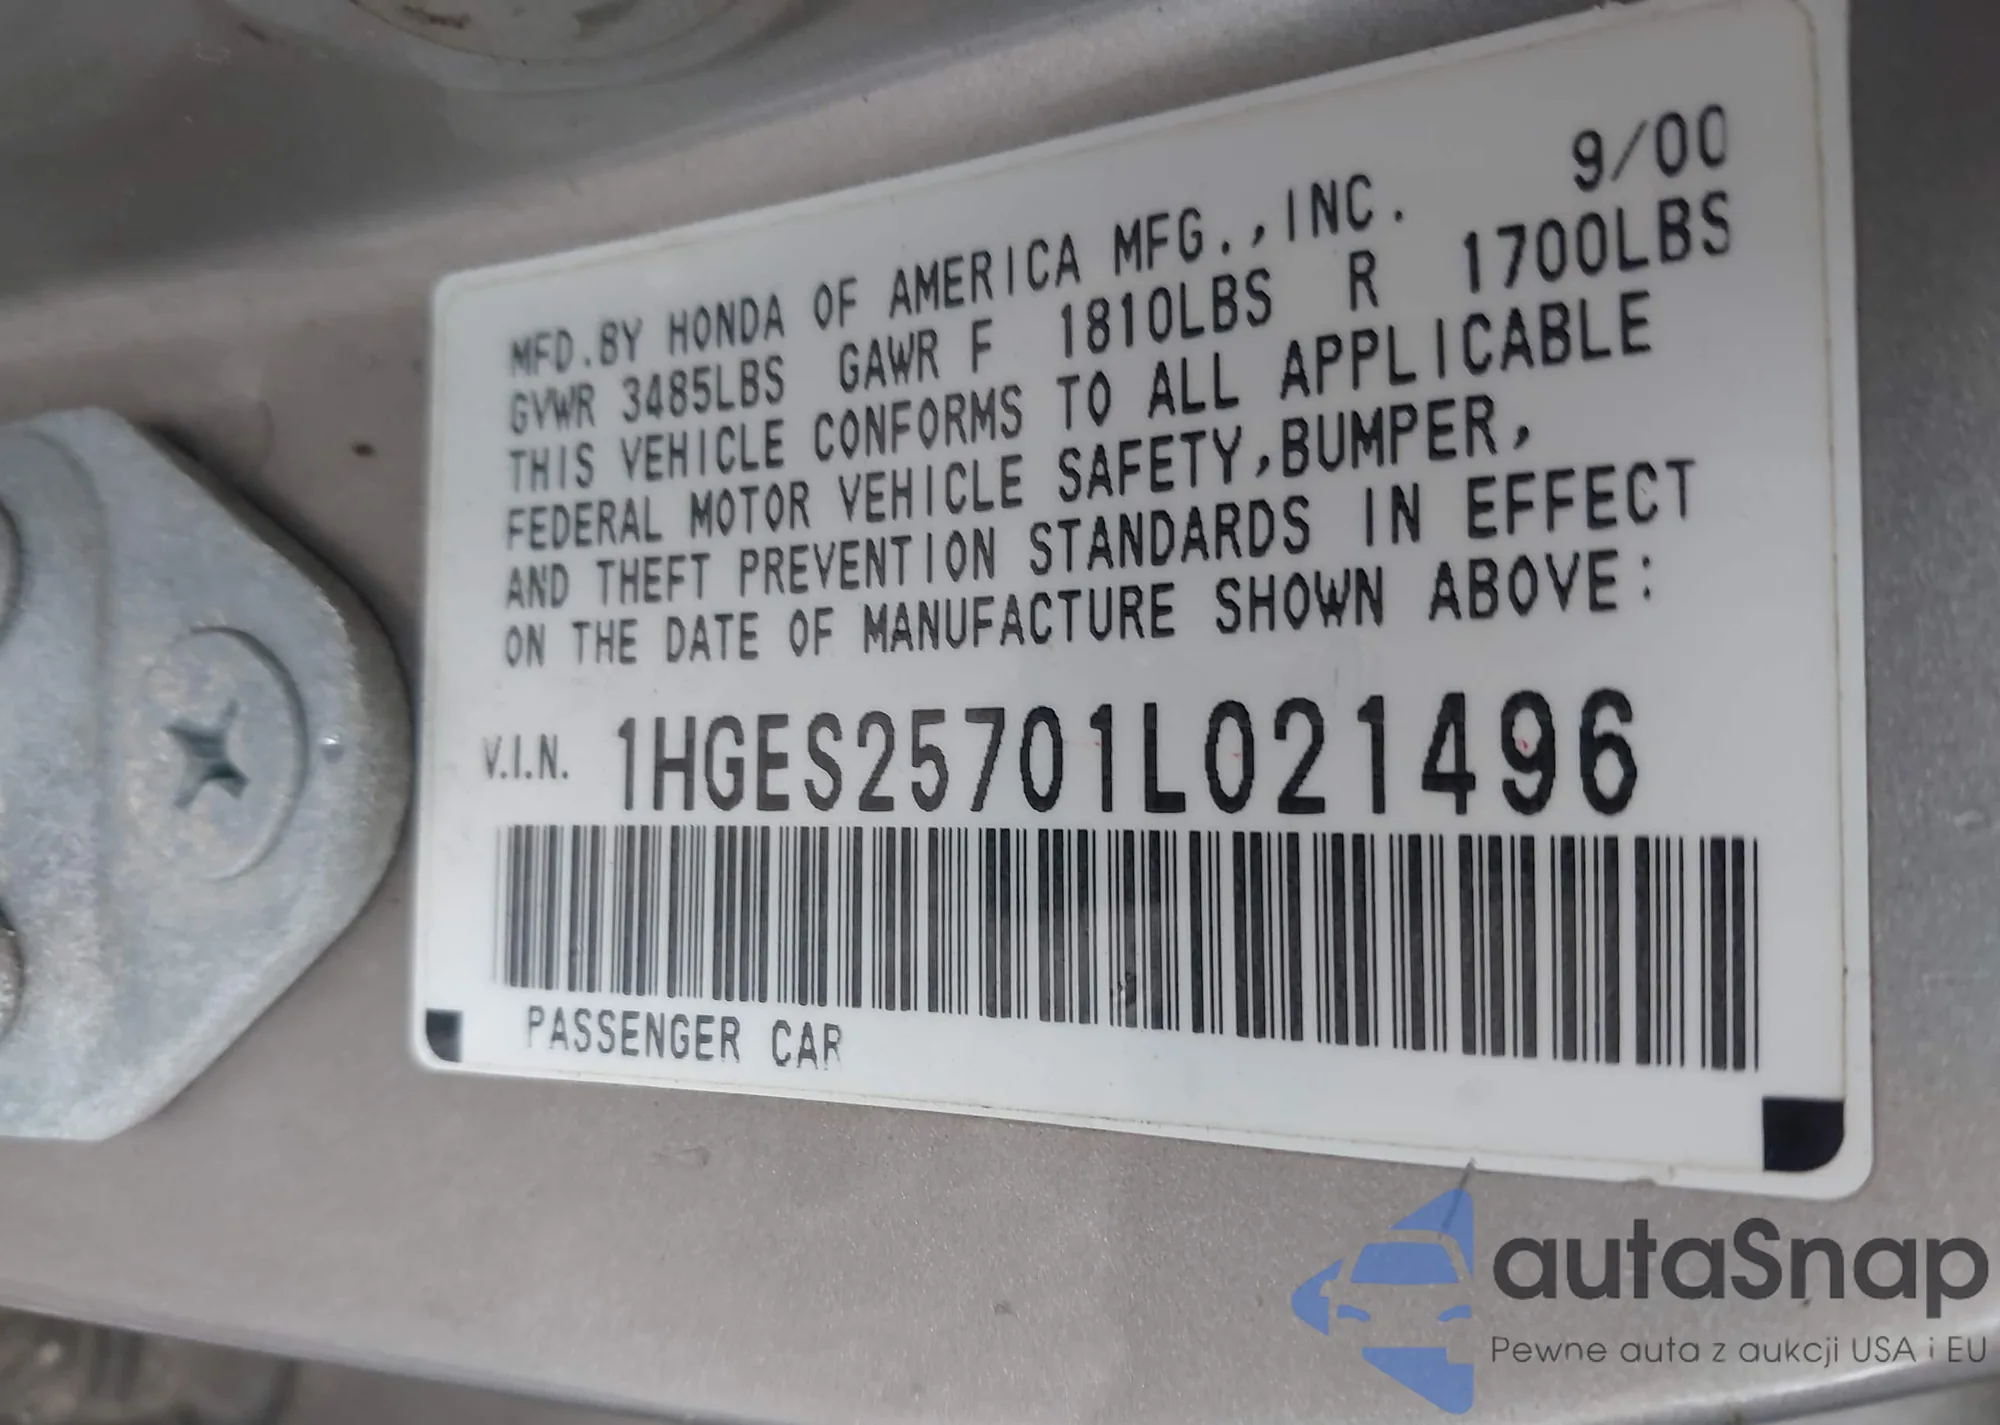 9/00
MFD.BY HONDA OF AMERICA MFG.,INC.
GVWR 3485LBS GAWR F 1810LBS R 1700LBS
THIS VEHICLE CONFORMS TO ALL APPLICABLE
FEDERAL MOTOR VEHICLE SAFETY,BUMPER,
AND THEFT PREVENTION STANDARDS IN EFFECT
ON THE DATE OF MANUFACTURE SHOWN ABOVE:
V.I.N. 1HGES25701L021496
PASSENGER CAR
autaSnap
Pewne auta z aukcji USA i EU